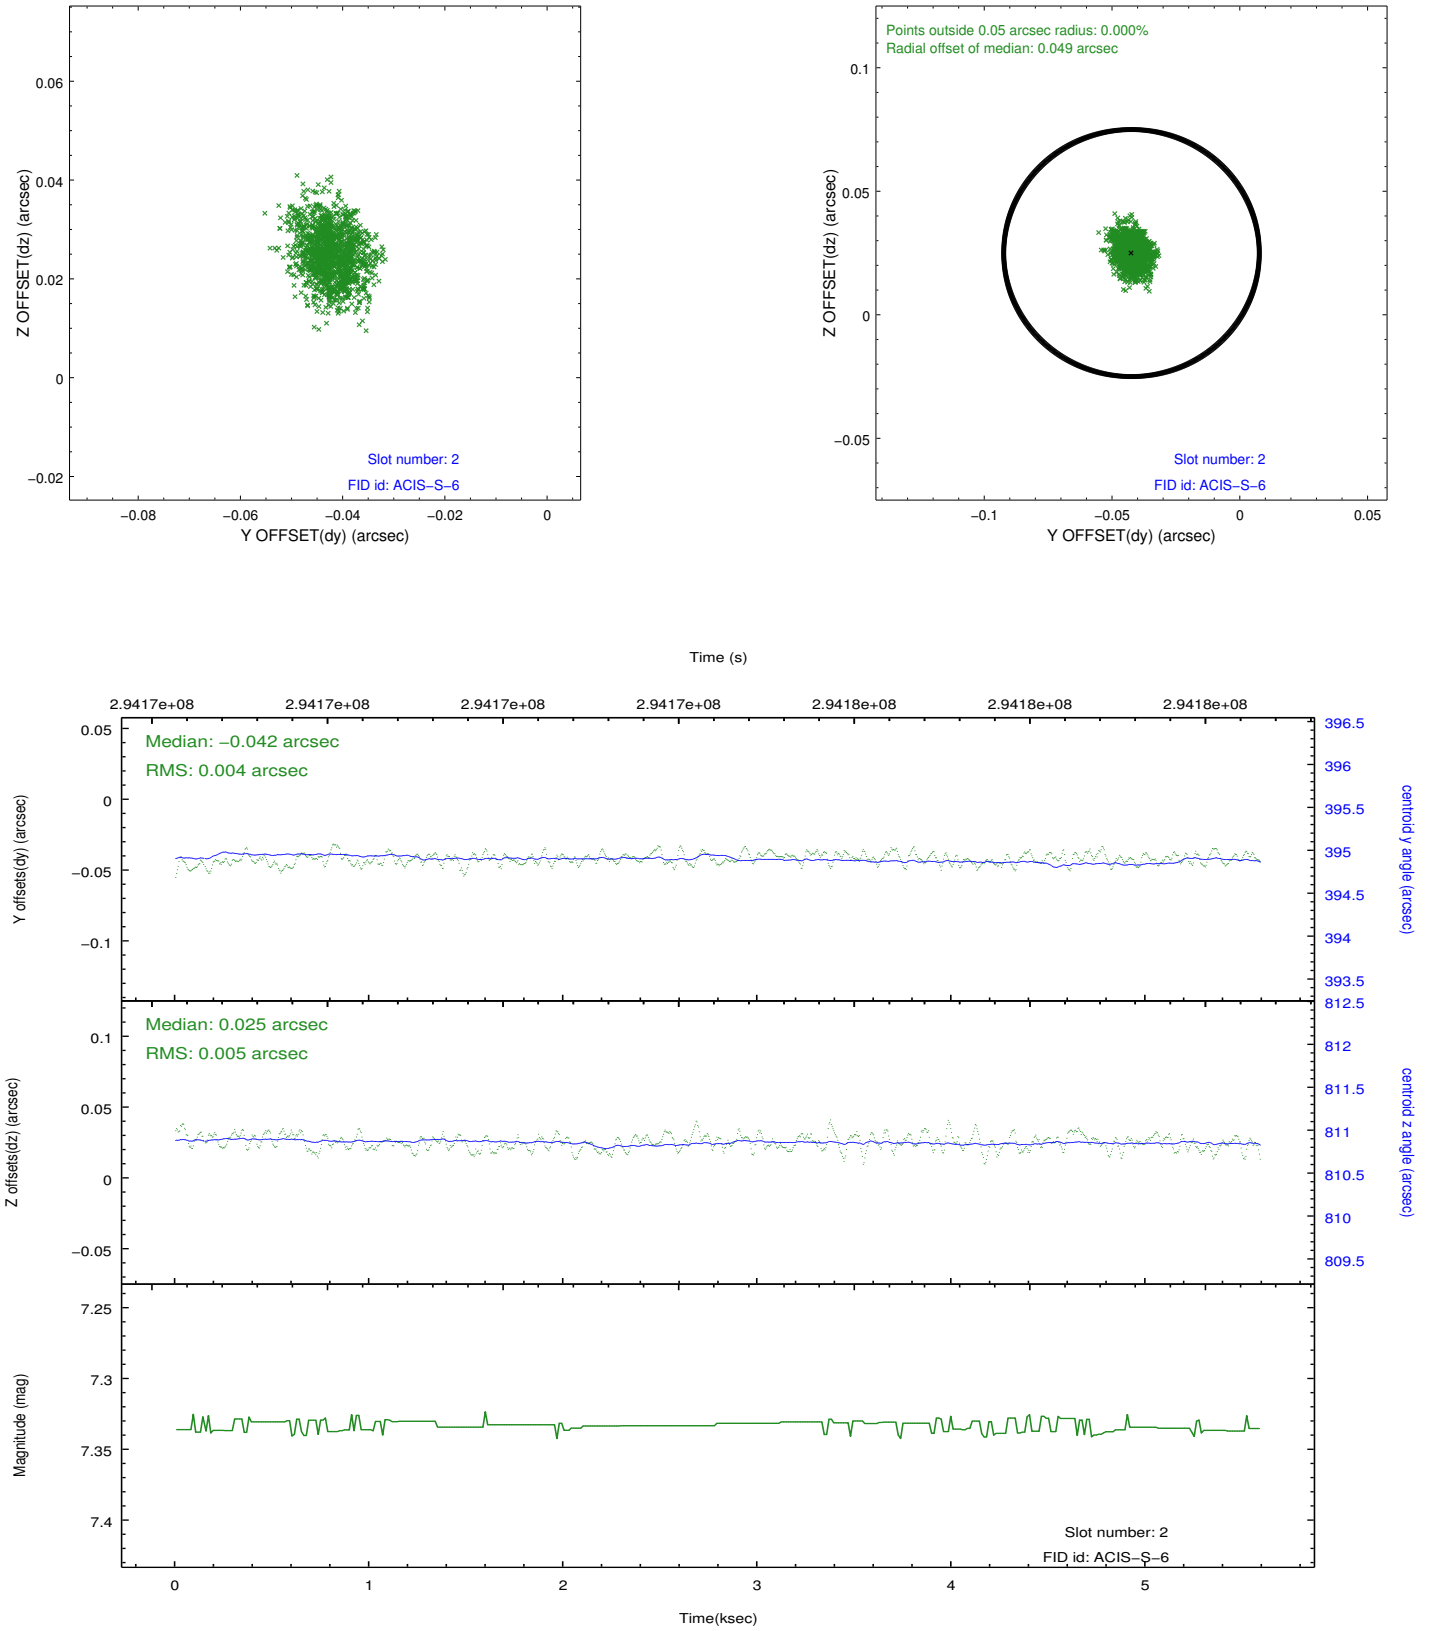 0.06
0.04
0.02
0
−0.02
Z OFFSET(dz) (arcsec)
Slot number: 2
FID id: ACIS−S−6
−0.08
−0.06
−0.04
−0.02
0
Y OFFSET(dy) (arcsec)
Points outside 0.05 arcsec radius: 0.000%
Radial offset of median: 0.049 arcsec
0.1
0.05
0
−0.05
Z OFFSET(dz) (arcsec)
Slot number: 2
FID id: ACIS−S−6
−0.1
−0.05
0
0.05
Y OFFSET(dy) (arcsec)
Time (s)
2.9417e+08
2.9417e+08
2.9417e+08
2.9417e+08
2.9418e+08
2.9418e+08
2.9418e+08
Median: −0.042 arcsec
RMS: 0.004 arcsec
0.05
0
−0.05
−0.1
Y offsets(dy) (arcsec)
396.5
396
395.5
395
394.5
394
393.5
centroid y angle (arcsec)
Median: 0.025 arcsec
RMS: 0.005 arcsec
0.1
0.05
0
−0.05
Z offsets(dz) (arcsec)
812.5
812
811.5
811
810.5
810
809.5
centroid z angle (arcsec)
7.25
7.3
7.35
7.4
Magnitude (mag)
Slot number: 2
FID id: ACIS−S−6
0
1
2
3
4
5
Time(ksec)